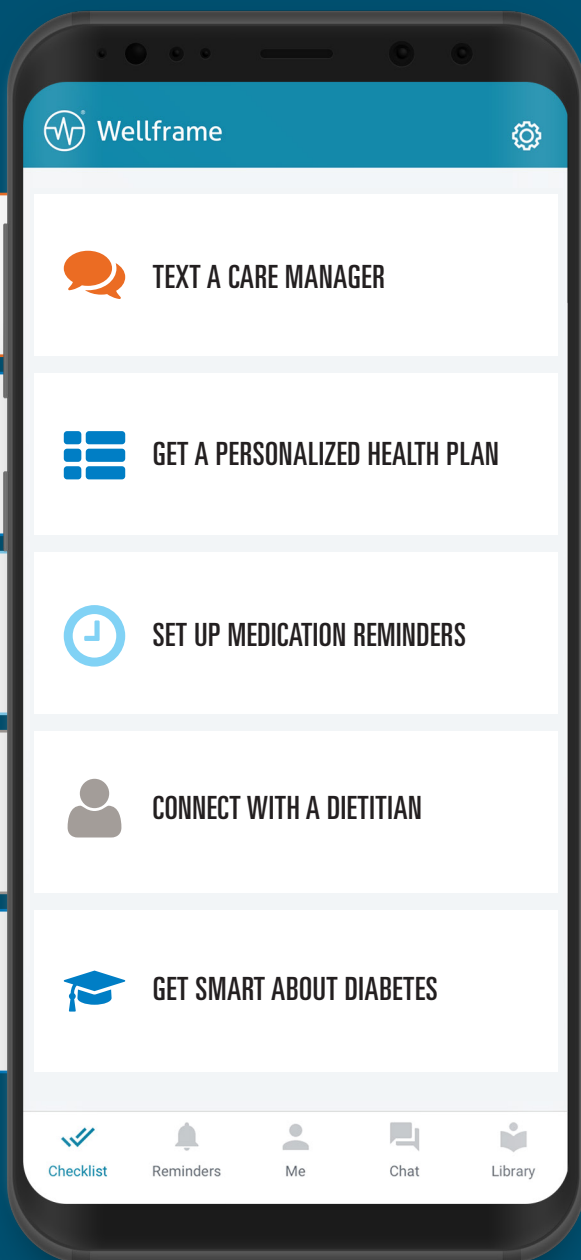 Wellframe
TEXT A CARE MANAGER
GET A PERSONALIZED HEALTH PLAN
SET UP MEDICATION REMINDERS
CONNECT WITH A DIETITIAN
GET SMART ABOUT DIABETES
Checklist Reminders Me Chat Library